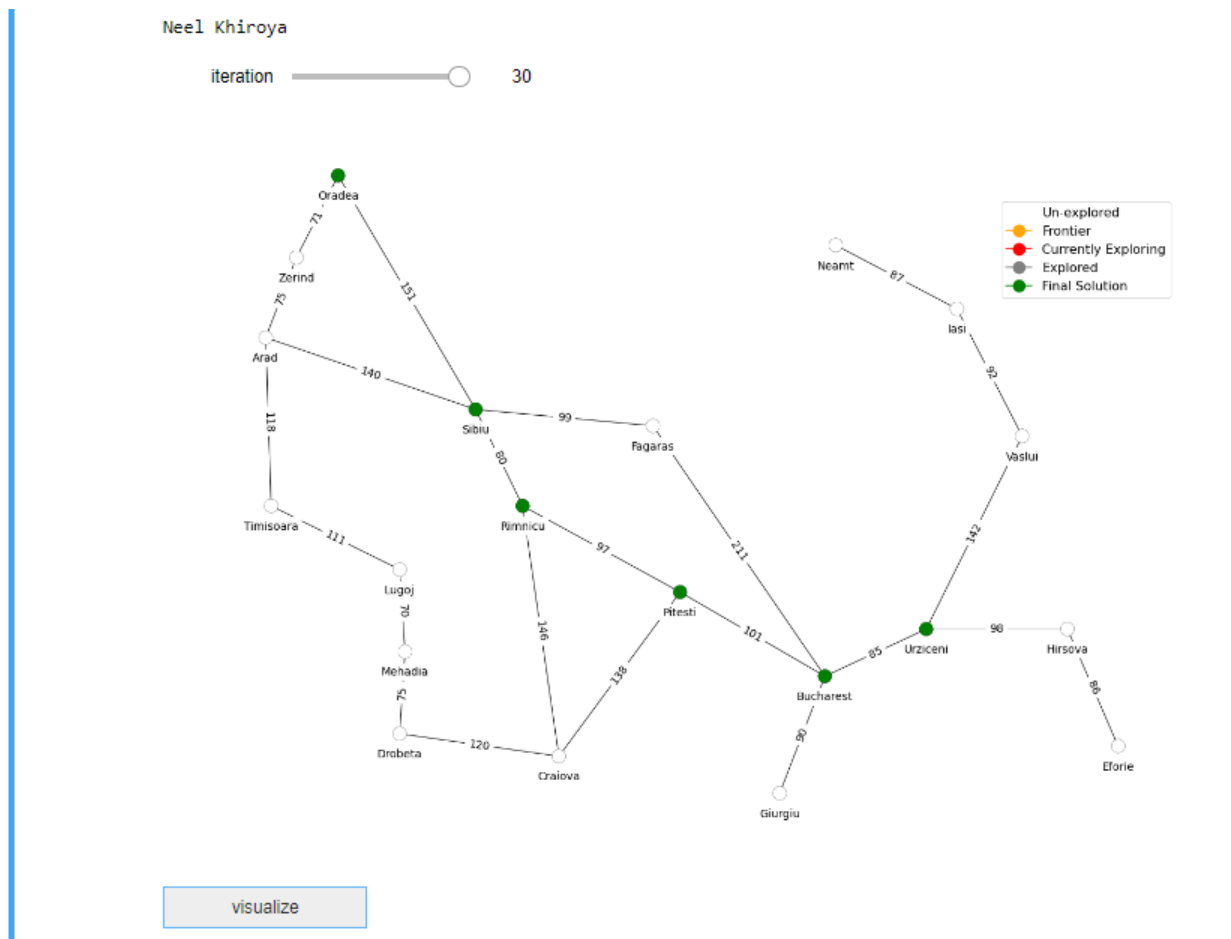 Neel Khiroya
iteration 30
Oradea
71
Zerind
75
151
Arad
140
118
Sibiu
99
Fagaras
80
Timisoara
111
Rimnicu
97
211
Lugoj
70
Pitesti
146
101
138
Mehadia
75
Drobeta
120
Craiova
Bucharest
85
90
Giurgiu
Urziceni
98
Hirsova
86
Eforie
142
Vaslui
92
Iasi
87
Neamt
Un-explored
Frontier
Currently Exploring
Explored
Final Solution
visualize